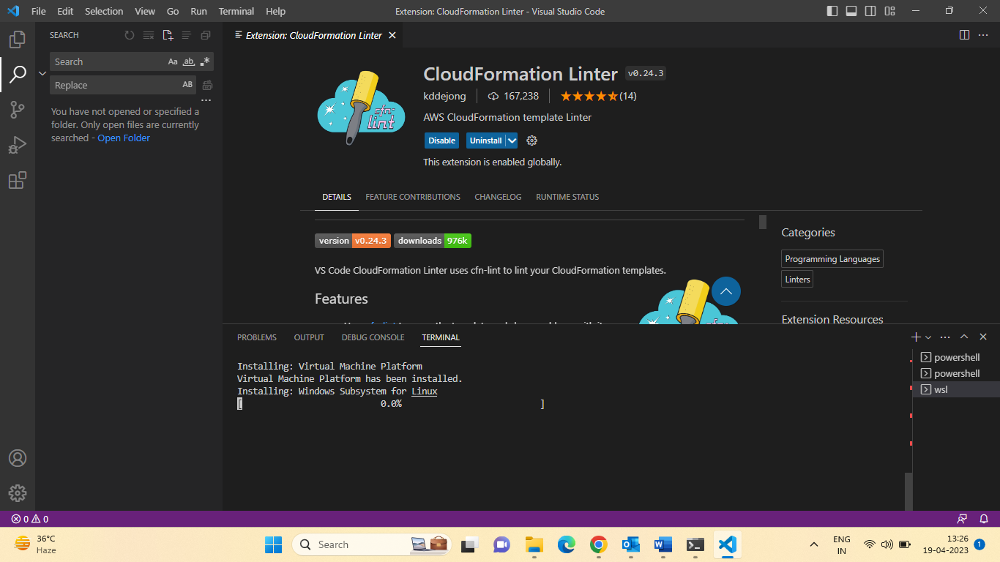 File Edit Selection View Go Run Terminal Help
Extension: CloudFormation Linter - Visual Studio Code
SEARCH
Search
Aa ab .*
Replace
AB
You have not opened or specified a
folder. Only open files are currently
searched - Open Folder
Extension: CloudFormation Linter
cfn-
lint
CloudFormation Linter v0.24.3
kddejong 167,238 (14)
AWS CloudFormation template Linter
Disable Uninstall
This extension is enabled globally.
DETAILS FEATURE CONTRIBUTIONS CHANGELOG RUNTIME STATUS
version v0.24.3 downloads 976k
VS Code CloudFormation Linter uses cfn-lint to lint your CloudFormation templates.
Features
Categories
Programming Languages
Linters
Extension Resources
PROBLEMS OUTPUT DEBUG CONSOLE TERMINAL
Installing: Virtual Machine Platform
Virtual Machine Platform has been installed.
Installing: Windows Subsystem for Linux
[ 0.0% ]
powershell
powershell
wsl
0 0
36°C
Haze
Search
ENG
IN
13:26
19-04-2023
1